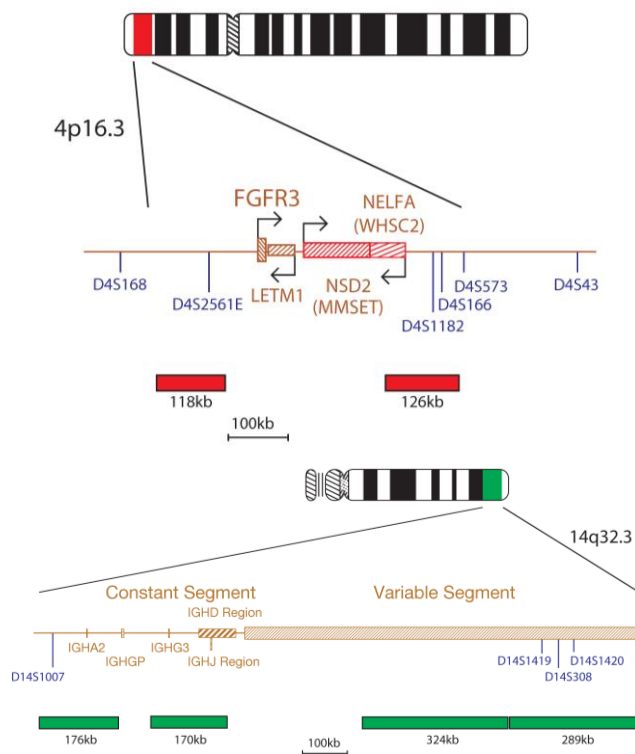 4p16.3
FGFR3
NELFA
(WHSC2)
D4S168
D4S2561E
LETM1
NSD2
(MMSET)
D4S1182
D4S166
D4S573
D4S43
118kb
126kb
100kb
14q32.3
Constant Segment
Variable Segment
IGHD Region
D14S1007
IGHA2
IGHGP
IGHG3
IGHJ Region
D14S1419
D14S308
D14S1420
176kb
170kb
100kb
324kb
289kb